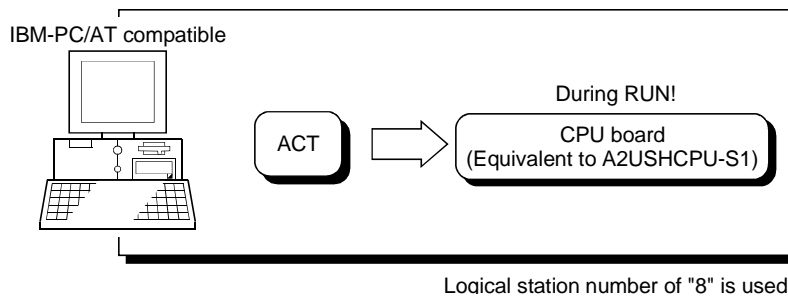 IBM-PC/AT compatible
During RUN!
ACT
CPU board
(Equivalent to A2USHCPU-S1)
Logical station number of "8" is used